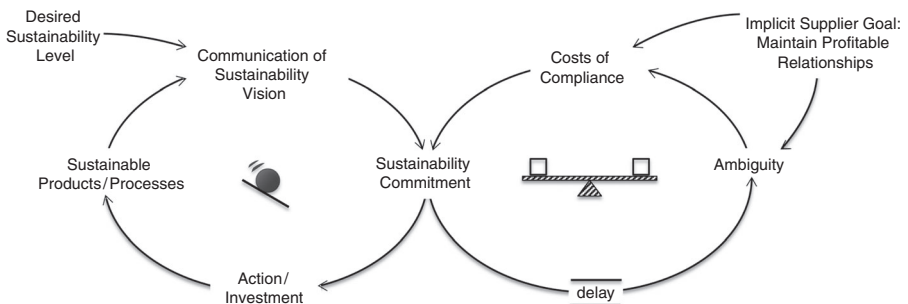 Desired
Sustainability
Level
Communication of
Sustainability
Vision
Costs of
Compliance
Implicit Supplier Goal:
Maintain Profitable
Relationships
Sustainable
Products/Processes
Sustainability
Commitment
Ambiguity
Action/
Investment
delay